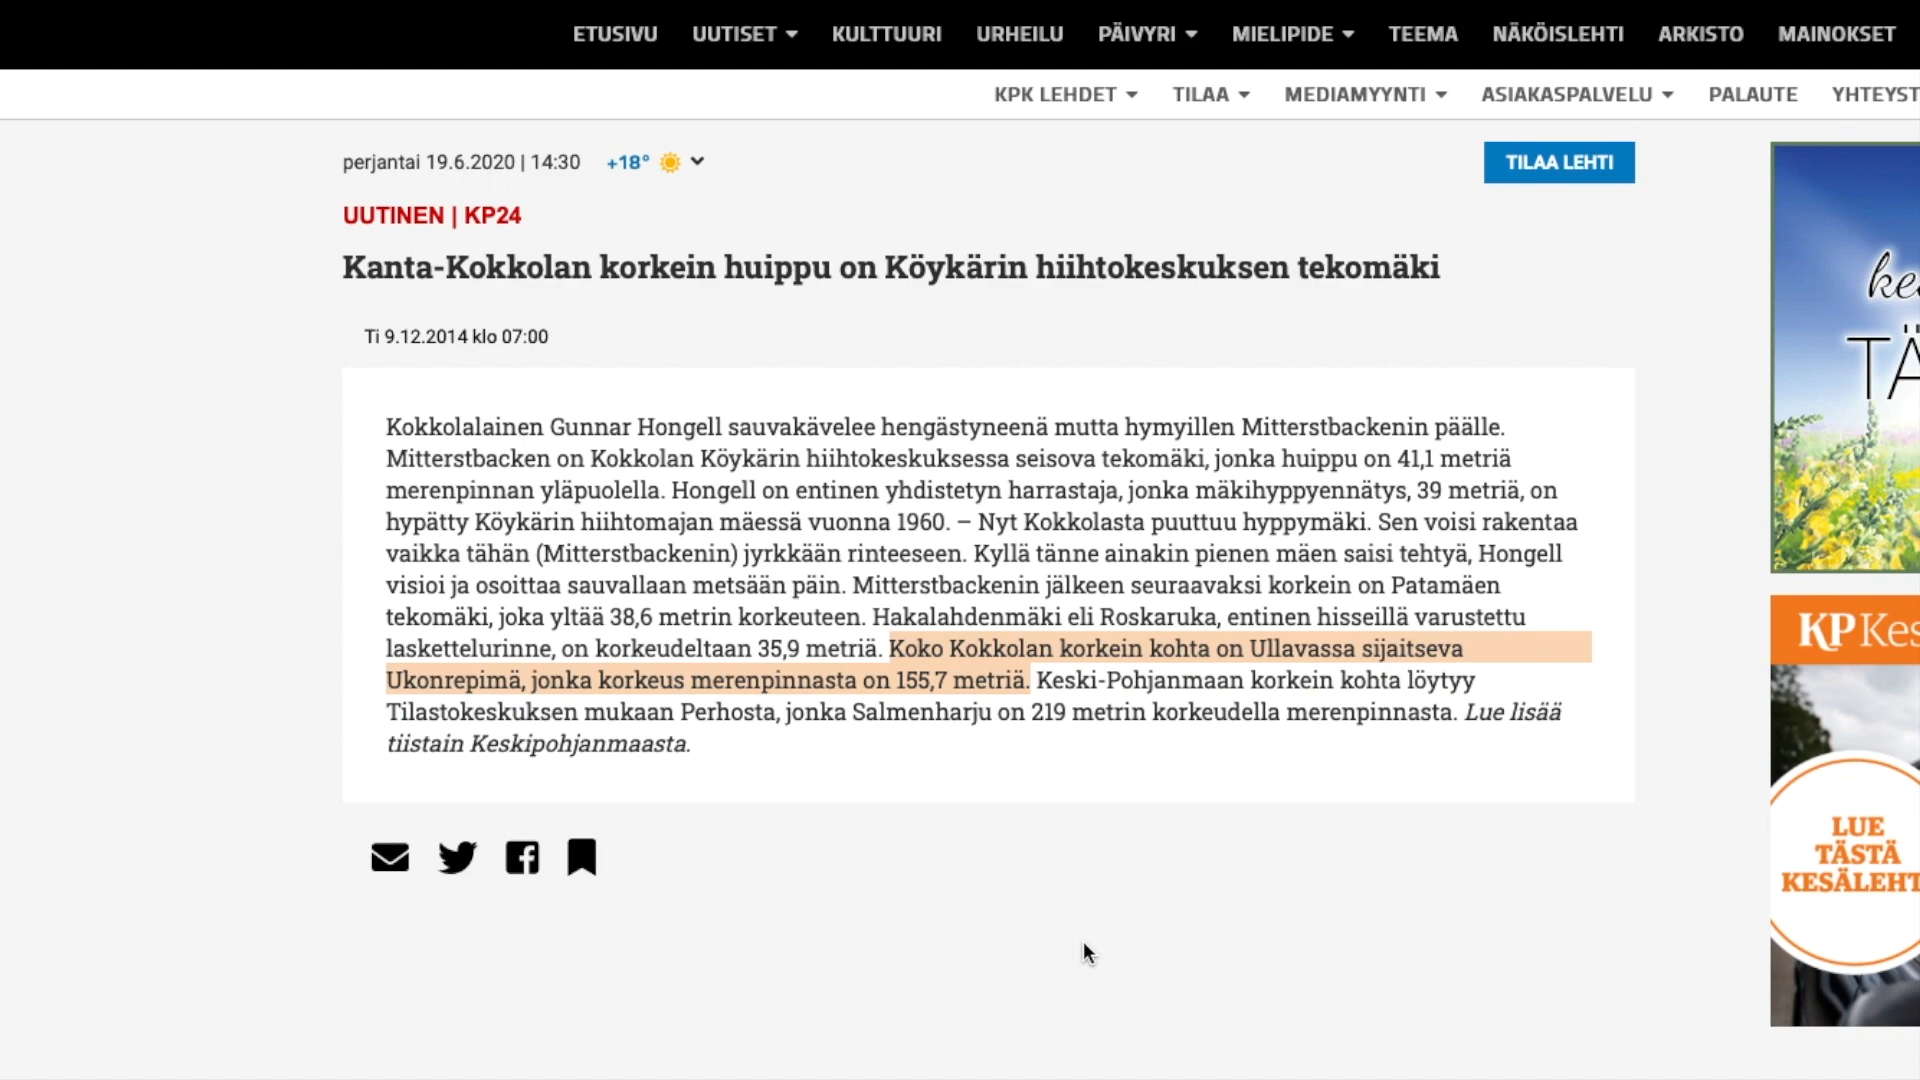 ETUSIVU UUTISET KULTTUURI URHEILU PÄIVYRI MIELIPIDE TEEMA NÄKÖISLEHTI ARKISTO MAINOKSET
KPK LEHDET TILAA MEDIAMYYNTI ASIAKASPALVELU PALAUTE YHTEYST
perjantai 19.6.2020 | 14:30 +18°
TILAA LEHTI
UUTINEN | KP24
Kanta-Kokkolan korkein huippu on Köykärin hiihtokeskuksen tekomäki
Ti 9.12.2014 klo 07:00
Kokkolalainen Gunnar Hongell sauvakävelee hengästyneenä mutta hymyillen Mitterstbackenin päälle.
Mitterstbacken on Kokkolan Köykärin hiihtokeskuksessa seisova tekomäki, jonka huippu on 41,1 metriä
merenpinnan yläpuolella. Hongell on entinen yhdistetyn harrastaja, jonka mäkihyppyennätys, 39 metriä, on
hypätty Köykärin hiihtomajan mäessä vuonna 1960. – Nyt Kokkolasta puuttuu hyppymäki. Sen voisi rakentaa
vaikka tähän (Mitterstbackenin) jyrkkään rinteeseen. Kyllä tänne ainakin pienen mäen saisi tehtyä, Hongell
visioi ja osoittaa sauvallaan metsään päin. Mitterstbackenin jälkeen seuraavaksi korkein on Patamäen
tekomäki, joka yltää 38,6 metrin korkeuteen. Hakalahdenmäki eli Roskaruka, entinen hisseillä varustettu
laskettelurinne, on korkeudeltaan 35,9 metriä. Koko Kokkolan korkein kohta on Ullavassa sijaitseva
Ukonrepimä, jonka korkeus merenpinnasta on 155,7 metriä. Keski-Pohjanmaan korkein kohta löytyy
Tilastokeskuksen mukaan Perhosta, jonka Salmenharju on 219 metrin korkeudella merenpinnasta. Lue lisää
tiistain Keskipohjanmaasta.
ke
TÄ
KP Kes
LUE
TÄSTÄ
KESÄLEHT